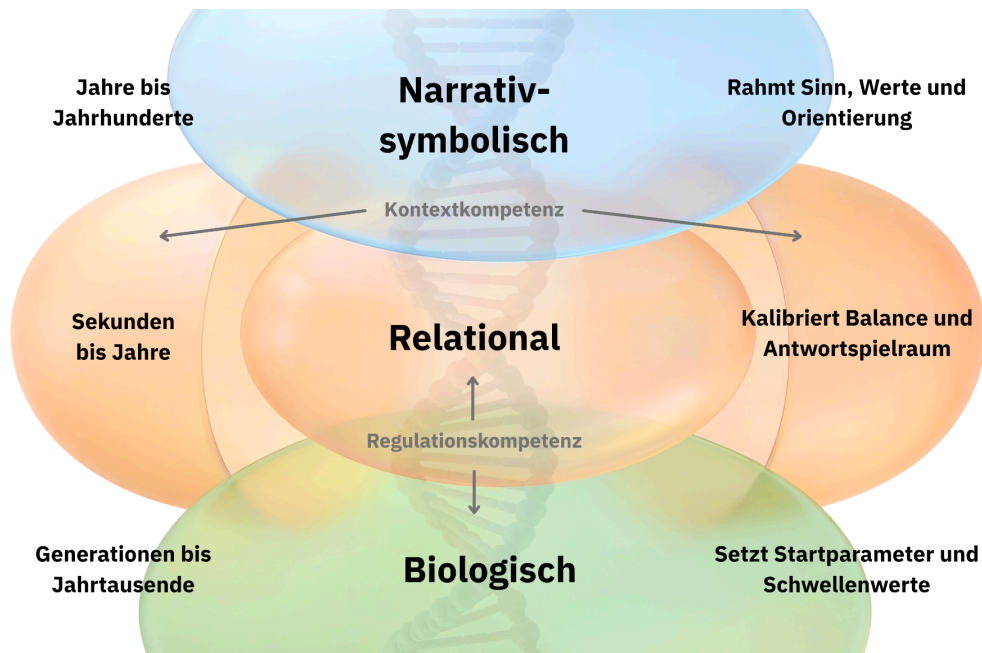 Jahre bis
Jahrhunderte
Narrativ-
symbolisch
Rahmt Sinn, Werte und
Orientierung
Kontextkompetenz
Sekunden
bis Jahre
Relational
Kalibriert Balance und
Antwortspielraum
Regulationskompetenz
Generationen bis
Jahrtausende
Biologisch
Setzt Startparameter und
Schwellenwerte